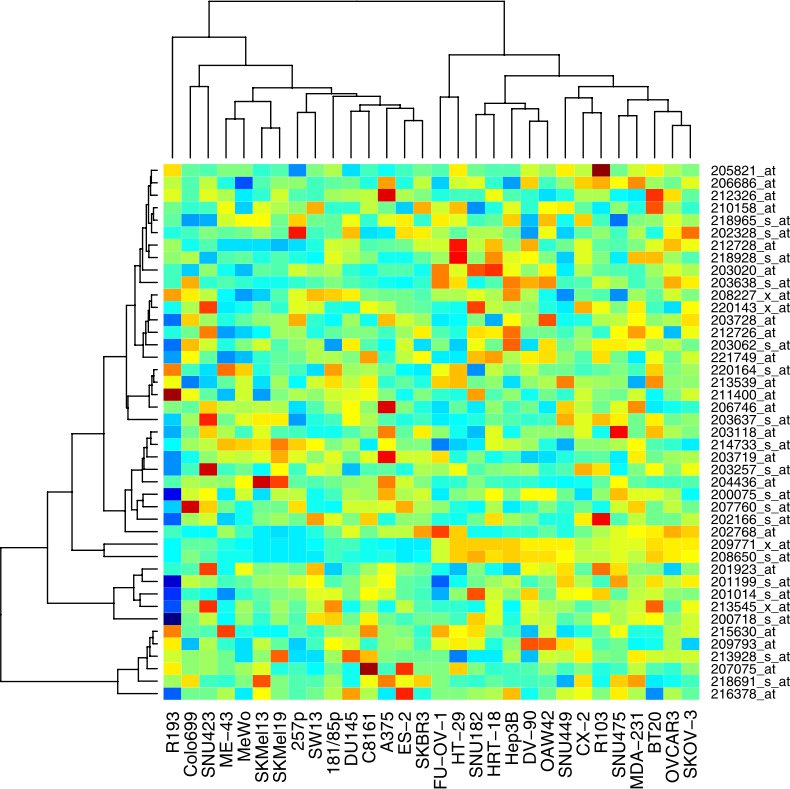 205821_at
206686_at
212326_at
210158_at
218965_s_at
202328_s_at
212728_at
218928_s_at
203020_at
203638_s_at
208227_x_at
220143_x_at
203728_at
212726_at
203062_s_at
221749_at
220164_s_at
213539_at
211400_at
206746_at
203637_s_at
203118_at
214733_s_at
203719_at
203257_s_at
204436_at
200075_s_at
207760_s_at
202166_s_at
202768_at
209771_x_at
208650_s_at
201923_at
201199_s_at
201014_s_at
213545_x_at
200718_s_at
215630_at
209793_at
213928_s_at
207075_at
218691_s_at
216378_at
R193
Colo699
SNU423
ME-43
MeWo
SKMel13
SKMel19
257p
SW13
181/85p
DU145
C8161
A375
ES-2
SKBR3
FU-OV-1
HT-29
SNU182
HRT-18
Hep3B
DV-90
OAW42
SNU449
CX-2
R103
SNU475
MDA-231
BT20
OVCAR3
SKOV-3